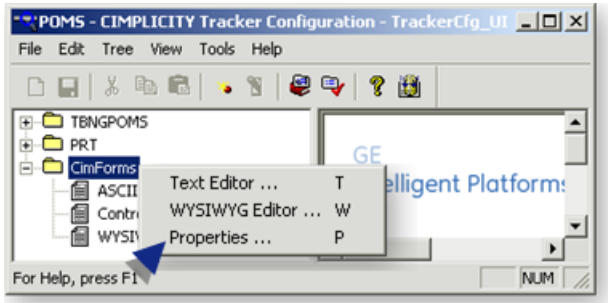 POMS - CIMPLICITY Tracker Configuration - TrackerCfg_UI
File Edit Tree View Tools Help
TBNGPOMS
PRT
GE
CimForms
ASCII
Text Editor ... T
elligent Platforms
Contr
WYSIWYG Editor ... W
WYSIW
Properties ... P
For Help, press F1
NUM